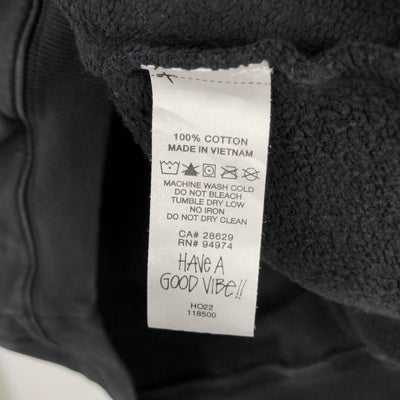 100% COTTON
MADE IN VIETNAM
MACHINE WASH COLD
DO NOT BLEACH
TUMBLE DRY LOW
NO IRON
DO NOT DRY CLEAN
CA# 28629
RN# 94974
HAVE A
GOOD VIBE!!
HO22
118500